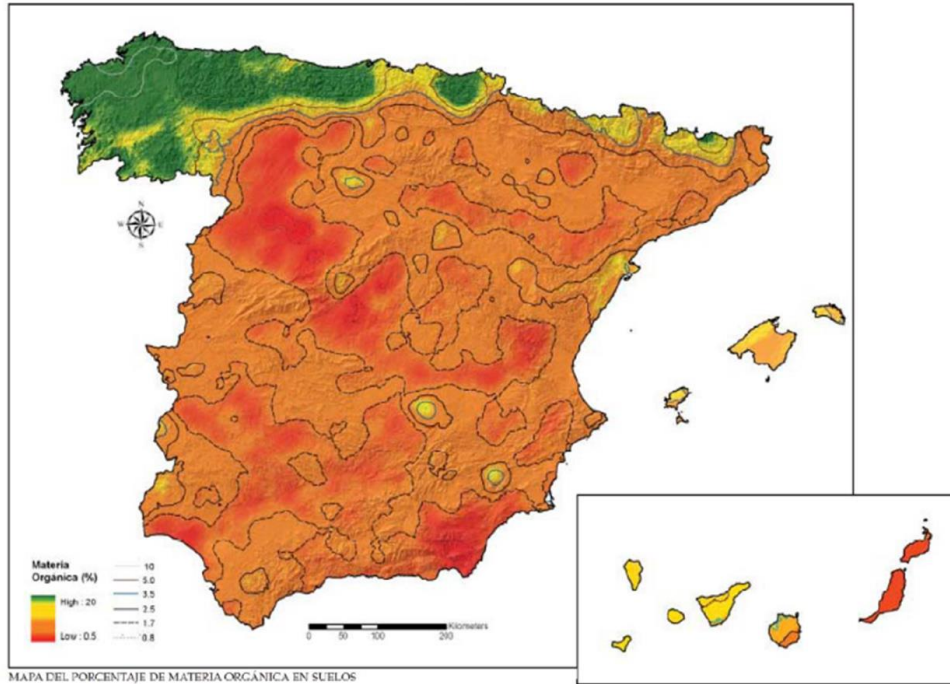 N
W E
S
Materia
Orgánica (%)
High : 20
Low : 0.5
10
5.0
3.5
2.5
1.7
0.8
Kilometers
0 50 100 200
MAPA DEL PORCENTAJE DE MATERIA ORGÁNICA EN SUELOS